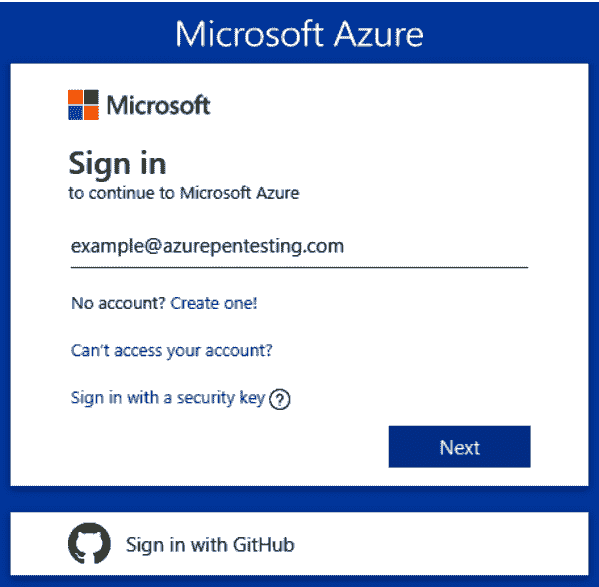 Microsoft Azure
Microsoft
Sign in
to continue to Microsoft Azure
example@azurepentesting.com
No account? Create one!
Can't access your account?
Sign in with a security key ?
Next
Sign in with GitHub